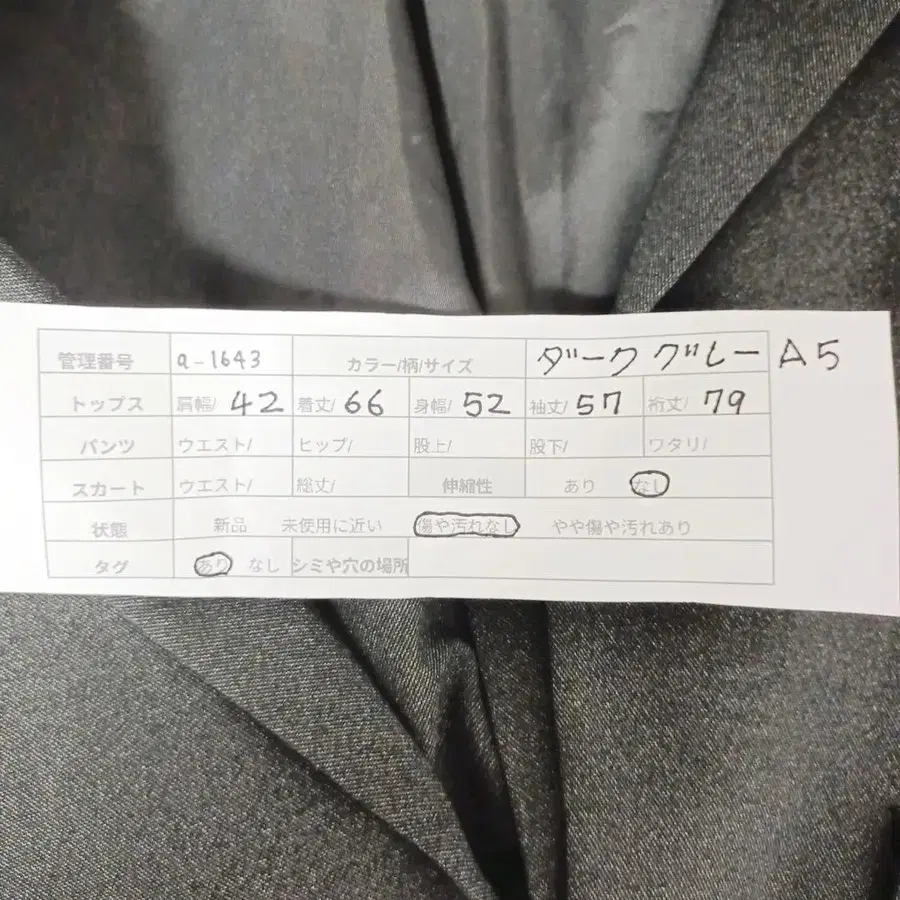 管理番号 a-1643 カラー/柄/サイズ ダークグレー A5
トップス 肩幅/ 42 着丈/ 66 身幅/ 52 袖丈/ 57 裄丈/ 79
パンツ ウエスト/ ヒップ/ 股上/ 股下/ ワタリ/
スカート ウエスト/ 総丈/ 伸縮性 あり なし
状態 新品 未使用に近い 傷や汚れなし やや傷や汚れあり
タグ あり なし シミや穴の場所